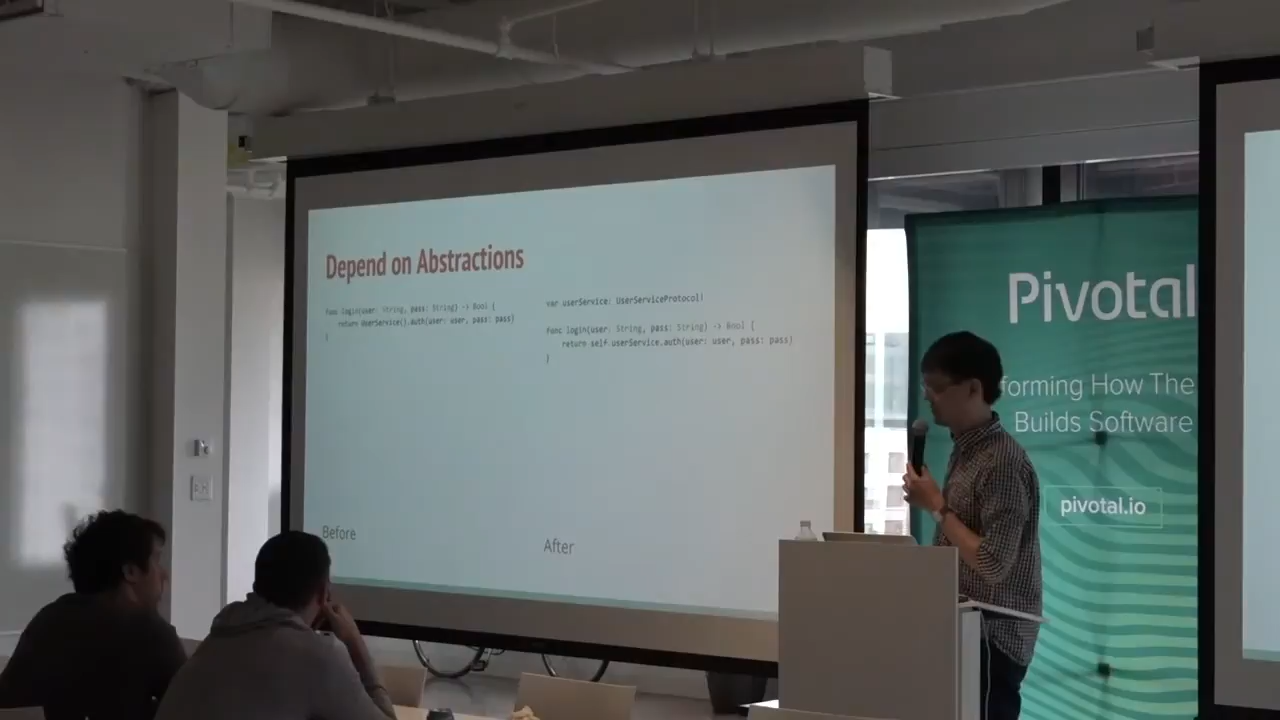 Depend on Abstractions
func login(user: String, pass: String) -> Bool {
return UserService().auth(user: user, pass: pass)
}
Before
var userService: UserServiceProtocol!
func login(user: String, pass: String) -> Bool {
return self.userService.auth(user: user, pass: pass)
}
After
Pivotal
forming How The
Builds Software
pivotal.io